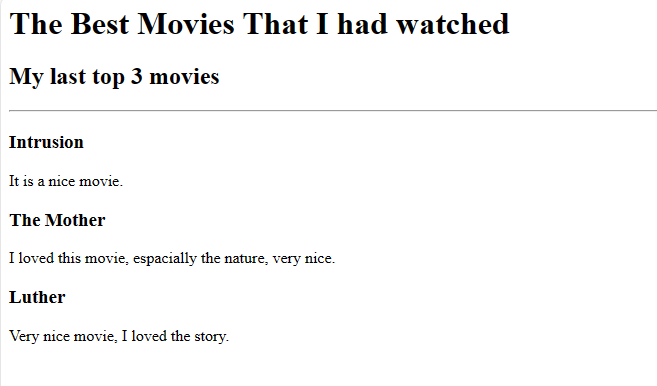 The Best Movies That I had watched
My last top 3 movies
Intrusion
It is a nice movie.
The Mother
I loved this movie, espacially the nature, very nice.
Luther
Very nice movie, I loved the story.